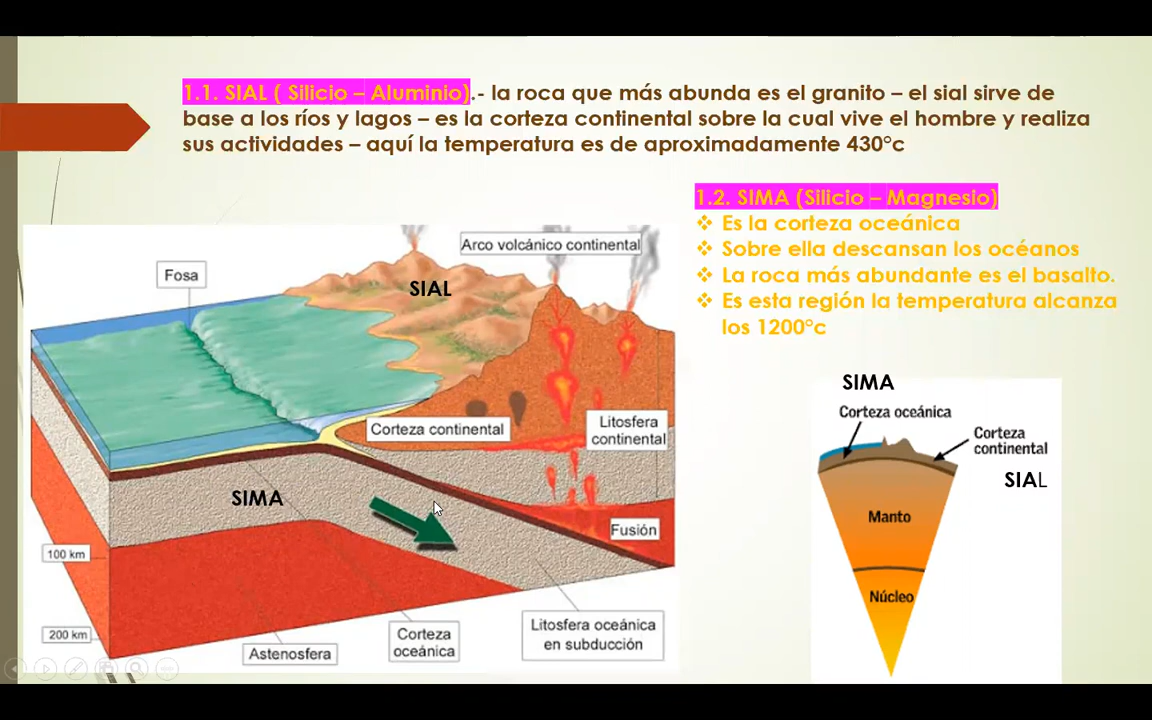 1.1. SIAL ( Silicio – Aluminio).- la roca que más abunda es el granito – el sial sirve de
base a los ríos y lagos – es la corteza continental sobre la cual vive el hombre y realiza
sus actividades – aquí la temperatura es de aproximadamente 430°c
1.2. SIMA (Silicio – Magnesio)
❖ Es la corteza oceánica
❖ Sobre ella descansan los océanos
❖ La roca más abundante es el basalto.
❖ Es esta región la temperatura alcanza
los 1200°c
Arco volcánico continental
Fosa
SIAL
Corteza continental
Litosfera
continental
SIMA
Fusión
100 km
200 km
Astenosfera
Corteza
oceánica
Litosfera oceánica
en subducción
SIMA
Corteza oceánica
Corteza
continental
SIAL
Manto
Núcleo